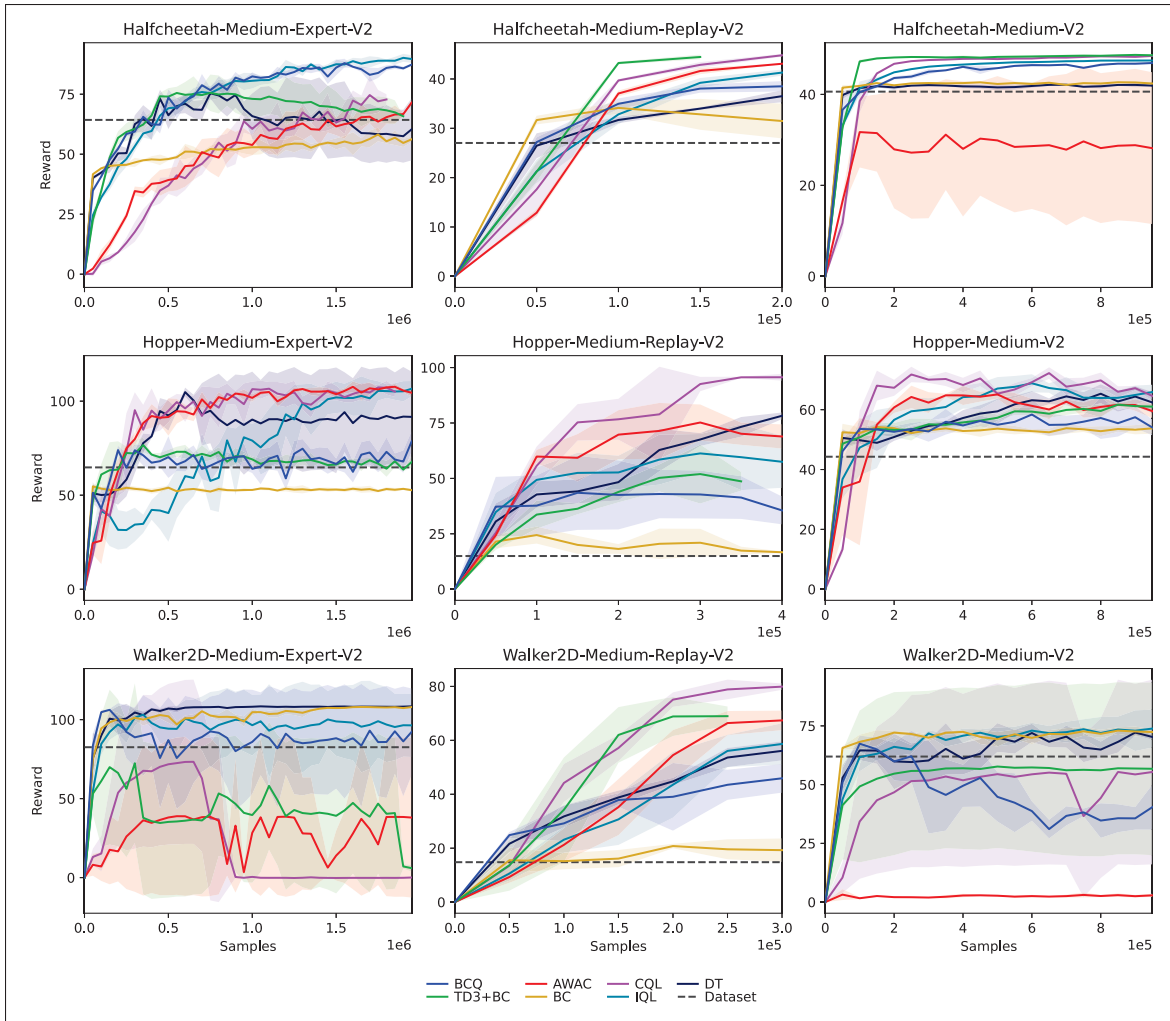 Halfcheetah-Medium-Expert-V2
Halfcheetah-Medium-Replay-V2
Halfcheetah-Medium-V2
Reward
75
50
25
0
0.0 0.5 1.0 1.5
1e6
40
30
20
10
0
0.0 0.5 1.0 1.5 2.0
1e5
40
20
0
0 2 4 6 8
1e5
Hopper-Medium-Expert-V2
Hopper-Medium-Replay-V2
Hopper-Medium-V2
Reward
100
50
0
0.0 0.5 1.0 1.5
1e6
100
75
50
25
0
0 1 2 3 4
1e5
60
40
20
0
0 2 4 6 8
1e5
Walker2D-Medium-Expert-V2
Walker2D-Medium-Replay-V2
Walker2D-Medium-V2
Reward
100
50
0
0.0 0.5 1.0 1.5
Samples
1e6
80
60
40
20
0
0.0 0.5 1.0 1.5 2.0 2.5 3.0
Samples
1e5
75
50
25
0
0 2 4 6 8
Samples
1e5
BCQ AWAC CQL DT
TD3+BC BC IQL Dataset